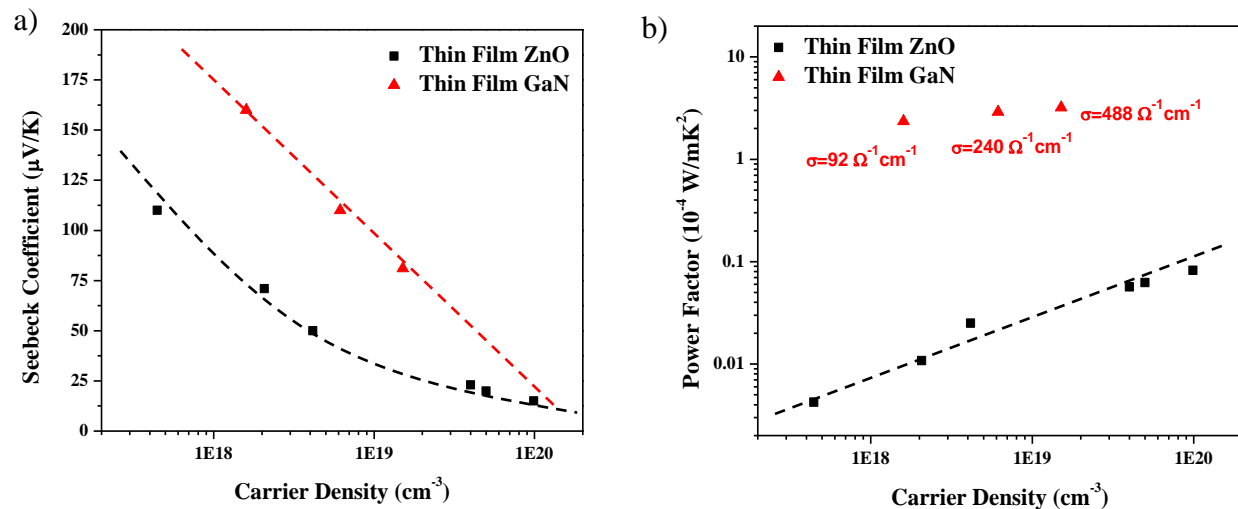 a)
200
175
150
125
100
75
50
25
0
Seebeck Coefficient (μV/K)
Thin Film ZnO
Thin Film GaN
1E18 1E19 1E20
Carrier Density (cm⁻³)
b)
10
1
0.1
0.01
Power Factor (10⁻⁴ W/mK²)
Thin Film ZnO
Thin Film GaN
σ=92 Ω⁻¹cm⁻¹
σ=240 Ω⁻¹cm⁻¹
σ=488 Ω⁻¹cm⁻¹
1E18 1E19 1E20
Carrier Density (cm⁻³)